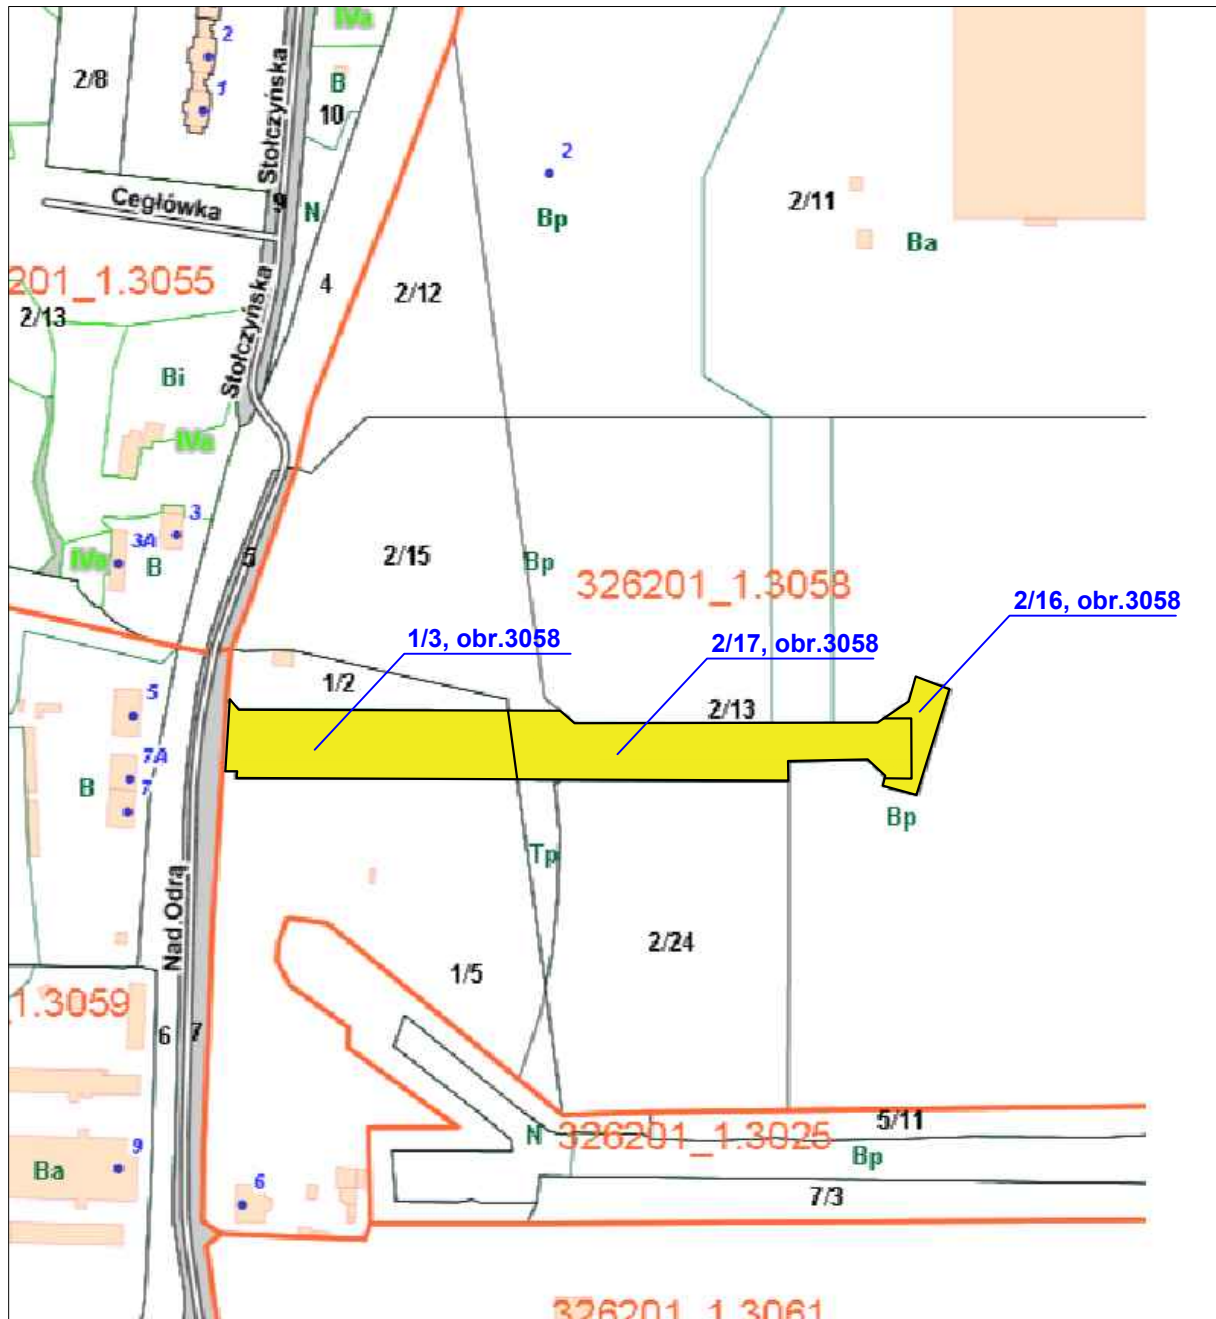 IVa
2
2/8
B
1
10
Stołczyńska
2
Cegłówka
9
N
2/11
Bp
Ba
201_1.3055
4
2/12
2/13
Stołczyńska
Bi
IVa
3
3A
IVa
B
5
2/15
Bp
326201_1.3058
2/16, obr.3058
1/3, obr.3058
2/17, obr.3058
1/2
5
2/13
7A
7
B
Bp
Tp
Nad Odrą
2/24
1/5
1.3059
6
7
5/11
N
326201_1.3025
Bp
9
Ba
6
7/3
326201_1.3061